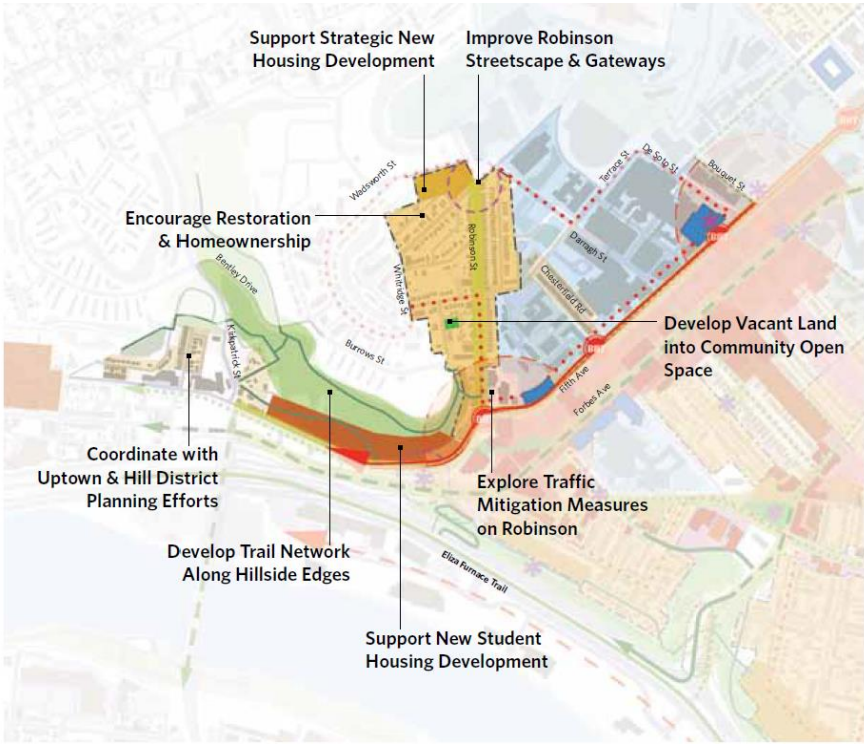 Support Strategic New
Housing Development
Improve Robinson
Streetscape & Gateways
BRT
Wadsworth St
Terrace St
De Soto St
Bouquet St
Encourage Restoration
& Homeownership
Robinson St
Darragh St
Bentley Drive
Whitridge St
Chesterfield Rd
Kirkpatrick St
Burrows St
BRT
Develop Vacant Land
into Community Open
Space
Fifth Ave
Forbes Ave
Coordinate with
Uptown & Hill District
Planning Efforts
Explore Traffic
Mitigation Measures
on Robinson
Develop Trail Network
Along Hillside Edges
Eliza Furnace Trail
Support New Student
Housing Development